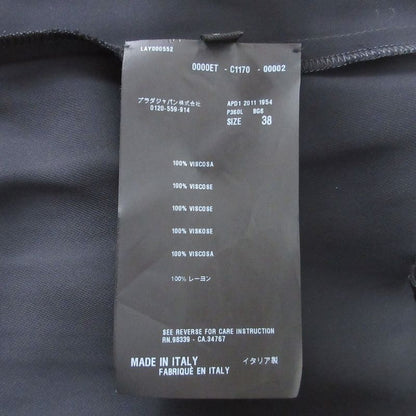 LAY000552
0000ET - C1170 - 00002
プラダジャパン株式会社
0120-559-914
APD1 2011 1954
P360L BGS
SIZE 38
100% VISCOSA
100% VISCOSE
100% VISCOSE
100% VISKOSE
100% VISCOSA
100% レーヨン
SEE REVERSE FOR CARE INSTRUCTION
RN.98339 - CA.34767
MADE IN ITALY イタリア製
FABRIQUÉ EN ITALY